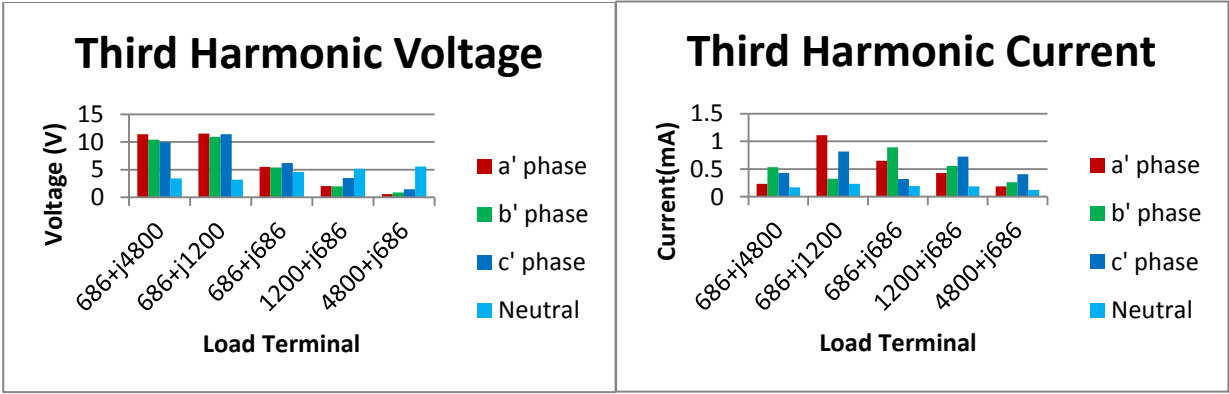 Third Harmonic Voltage
Voltage (V)
15
10
5
0
686+j4800
686+j1200
686+j686
1200+j686
4800+j686
Load Terminal
a' phase
b' phase
c' phase
Neutral
Third Harmonic Current
Current(mA)
1.5
1
0.5
0
686+j4800
686+j1200
686+j686
1200+j686
4800+j686
Load Terminal
a' phase
b' phase
c' phase
Neutral